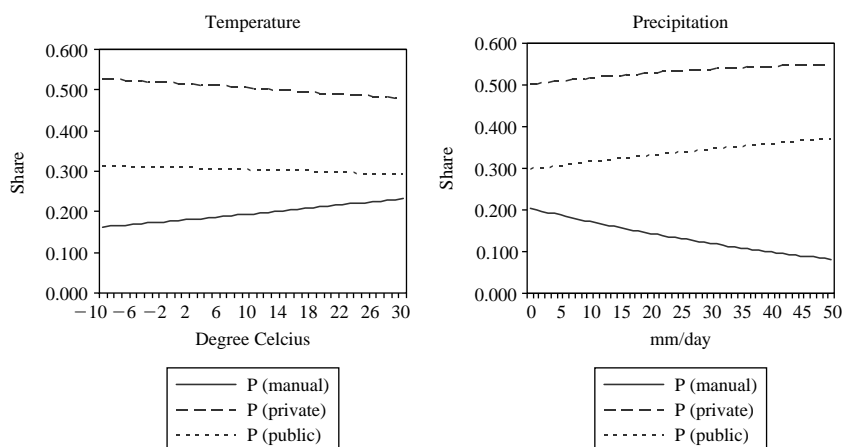 Temperature
0.600
0.500
0.400
0.300
0.200
0.100
0.000
Share
−10 −6 −2 2 6 10 14 18 22 26 30
Degree Celcius
P (manual)
P (private)
P (public)
Precipitation
0.600
0.500
0.400
0.300
0.200
0.100
0.000
Share
0 5 10 15 20 25 30 35 40 45 50
mm/day
P (manual)
P (private)
P (public)